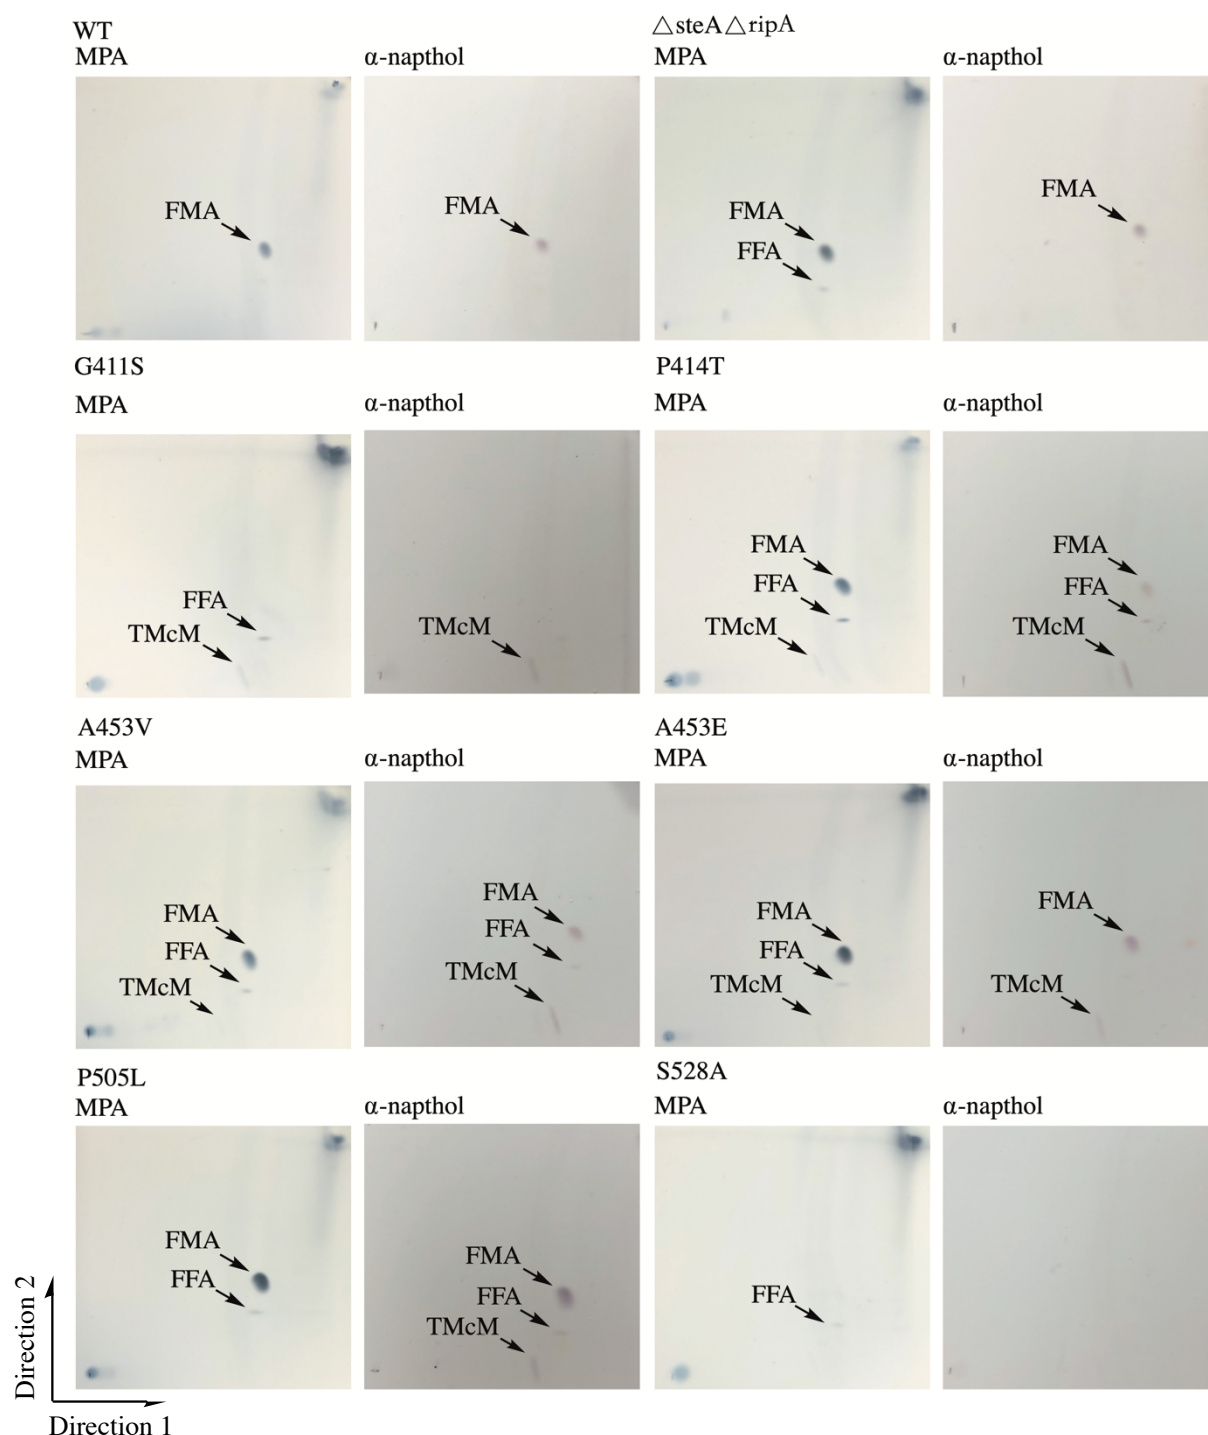 WT
△steA△ripA
MPA
α-napthol
MPA
α-napthol
FMA
FMA
FMA
FFA
FMA
G411S
P414T
MPA
α-napthol
MPA
α-napthol
FFA
TMcM
TMcM
FMA
FFA
TMcM
FMA
FFA
TMcM
A453V
A453E
MPA
α-napthol
MPA
α-napthol
FMA
FFA
TMcM
FMA
FFA
TMcM
FMA
FFA
TMcM
FMA
TMcM
P505L
S528A
MPA
α-napthol
MPA
α-napthol
FMA
FFA
FMA
FFA
TMcM
FFA
Direction 2
Direction 1